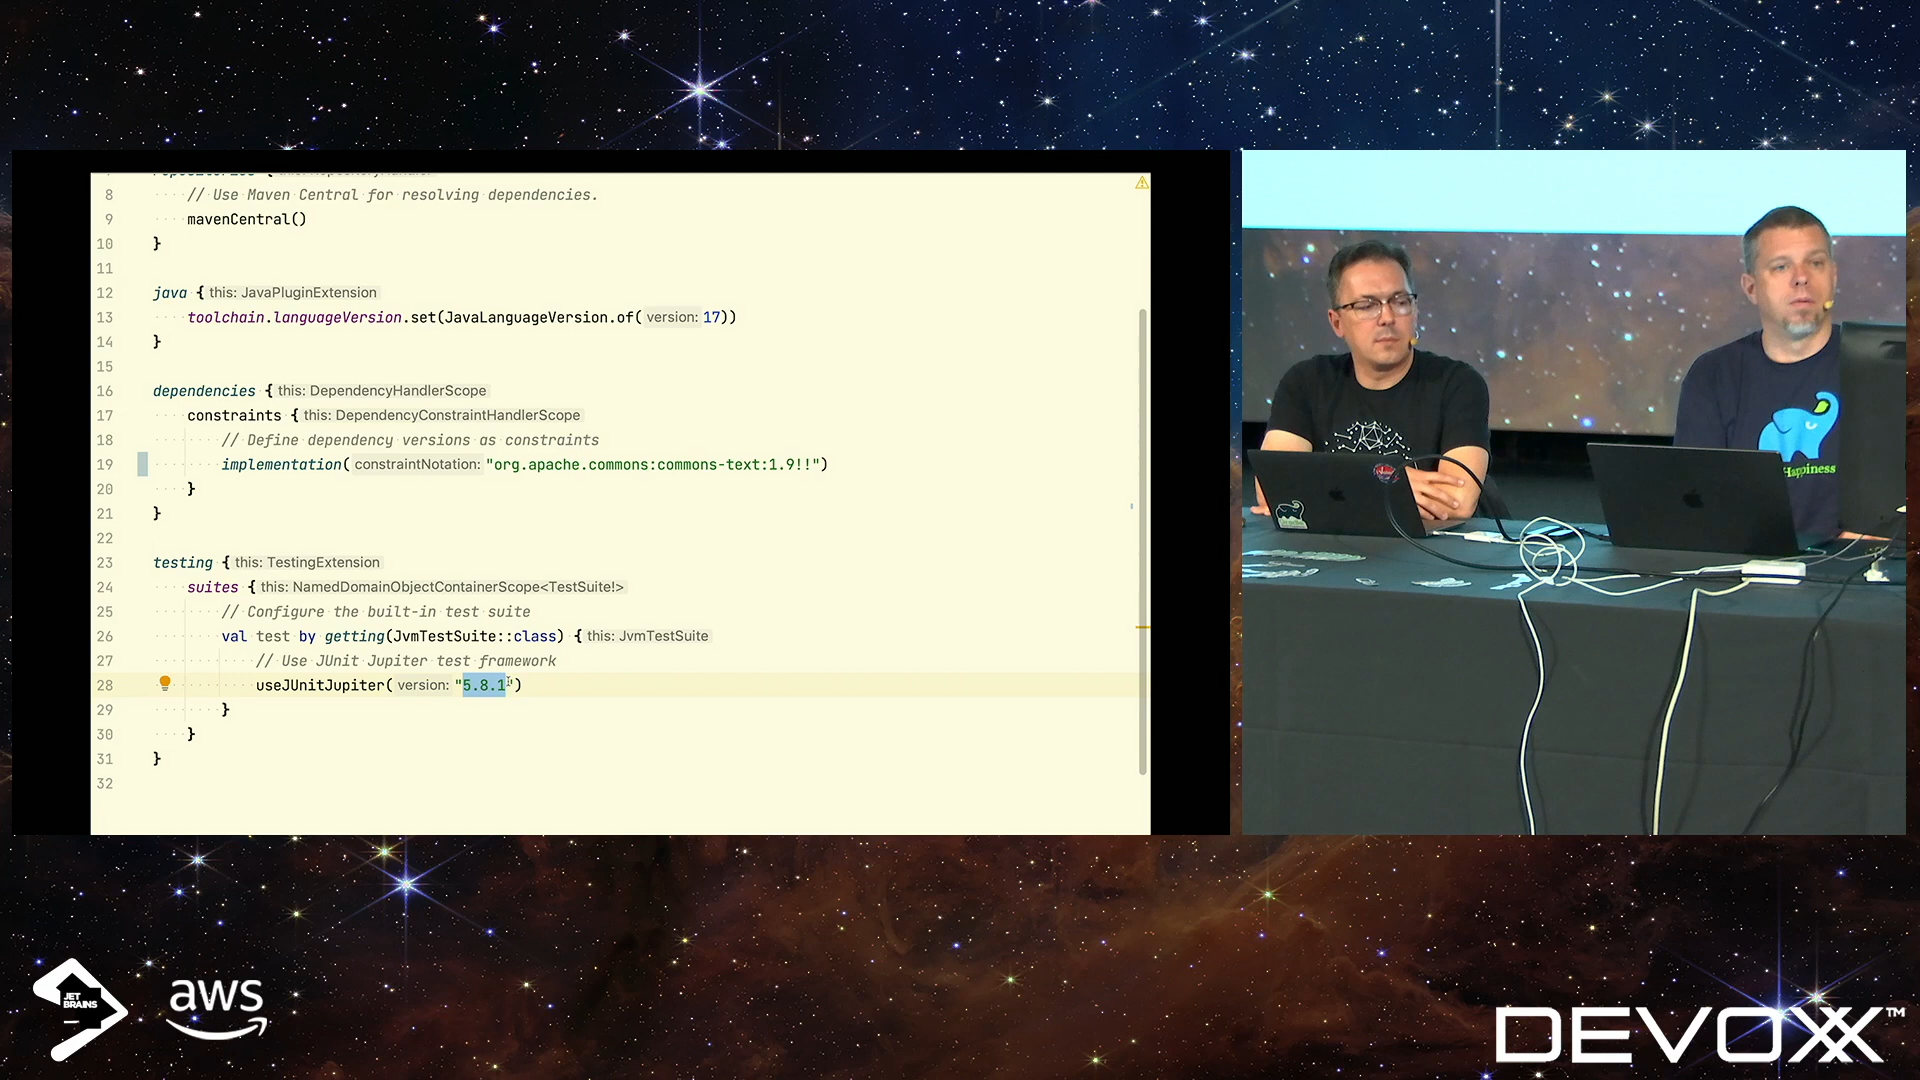 8 // Use Maven Central for resolving dependencies.
9 mavenCentral()
10 }
11
12 java { this: JavaPluginExtension
13 toolchain.languageVersion.set(JavaLanguageVersion.of( version: 17))
14 }
15
16 dependencies { this: DependencyHandlerScope
17 constraints { this: DependencyConstraintHandlerScope
18 // Define dependency versions as constraints
19 implementation( constraintNotation: "org.apache.commons:commons-text:1.9!!")
20 }
21 }
22
23 testing { this: TestingExtension
24 suites { this: NamedDomainObjectContainerScope<TestSuite!>
25 // Configure the built-in test suite
26 val test by getting(JvmTestSuite::class) { this: JvmTestSuite
27 // Use JUnit Jupiter test framework
28 useJUnitJupiter( version: "5.8.1")
29 }
30 }
31 }
32
Happiness
JET
BRAINS
aws
DEVOXX™